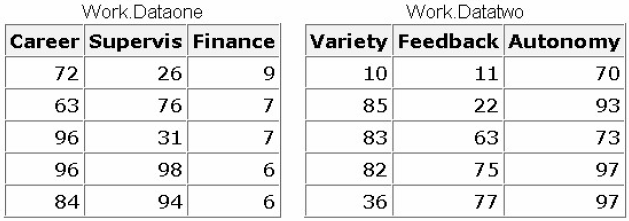 Work.Dataone Work.Datatwo
Career Supervis Finance Variety Feedback Autonomy
72 26 9 10 11 70
63 76 7 85 22 93
96 31 7 83 63 73
96 98 6 82 75 97
84 94 6 36 77 97